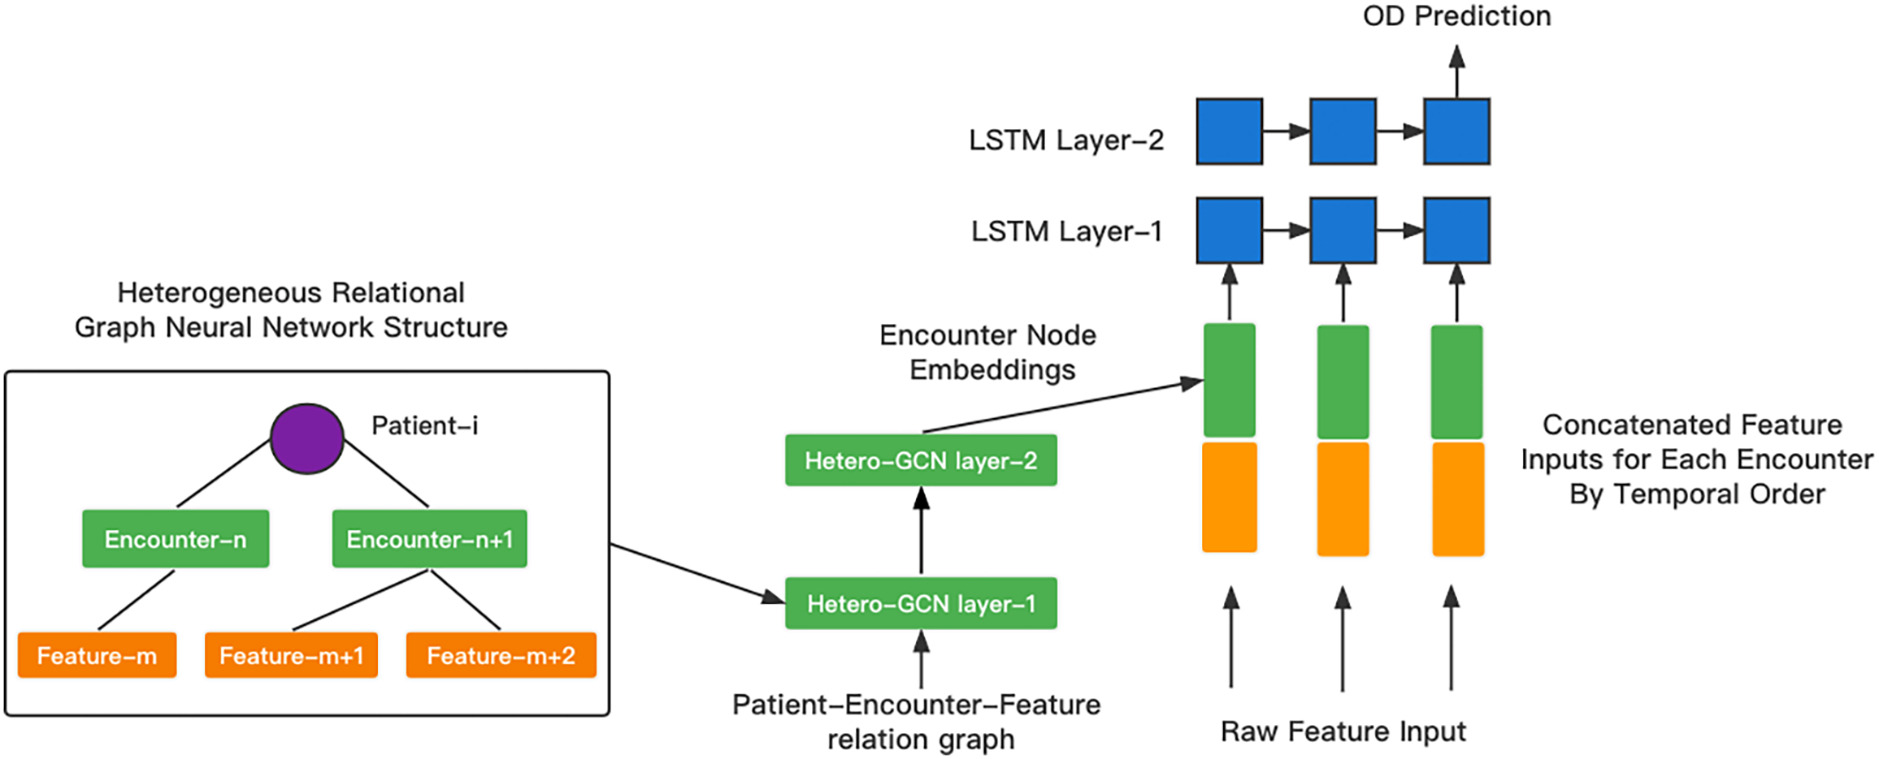 OD Prediction
LSTM Layer–2
LSTM Layer–1
Heterogeneous Relational
Graph Neural Network Structure
Patient–i
Encounter–n
Encounter–n+1
Feature–m
Feature–m+1
Feature–m+2
Encounter Node
Embeddings
Hetero–GCN layer–2
Hetero–GCN layer–1
Patient–Encounter–Feature
relation graph
Concatenated Feature
Inputs for Each Encounter
By Temporal Order
Raw Feature Input